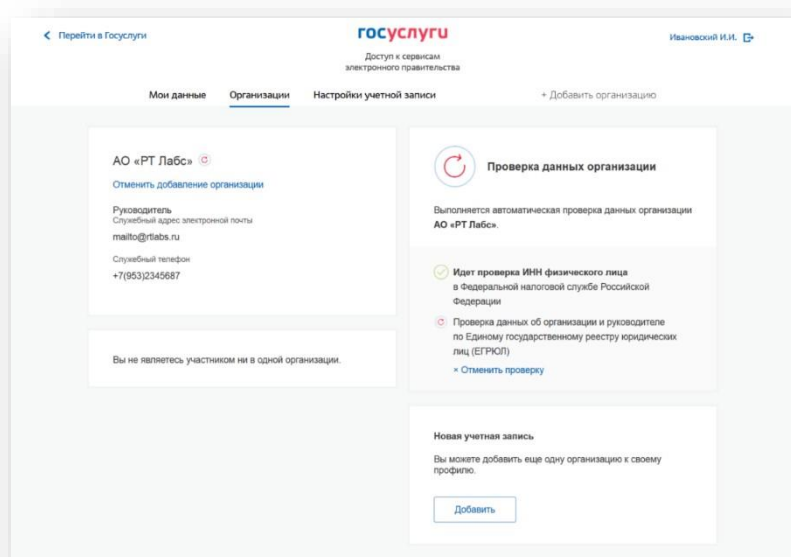 Перейти в Госуслуги
госуслуги
Ивановский И.И.
Доступ к сервисам
электронного правительства
Мои данные
Организации
Настройки учетной записи
+ Добавить организацию
АО «РТ Лабс»
Отменить добавление организации
Руководитель
Служебный адрес электронной почты
mailto@rtlabs.ru
Служебный телефон
+7(953)2345687
Вы не являетесь участником ни в одной организации.
Проверка данных организации
Выполняется автоматическая проверка данных организации
АО «РТ Лабс».
Идет проверка ИНН физического лица
в Федеральной налоговой службе Российской
Федерации
Проверка данных об организации и руководителе
по Единому государственному реестру юридических
лиц (ЕГРЮЛ)
× Отменить проверку
Новая учетная запись
Вы можете добавить еще одну организацию к своему
профилю.
Добавить